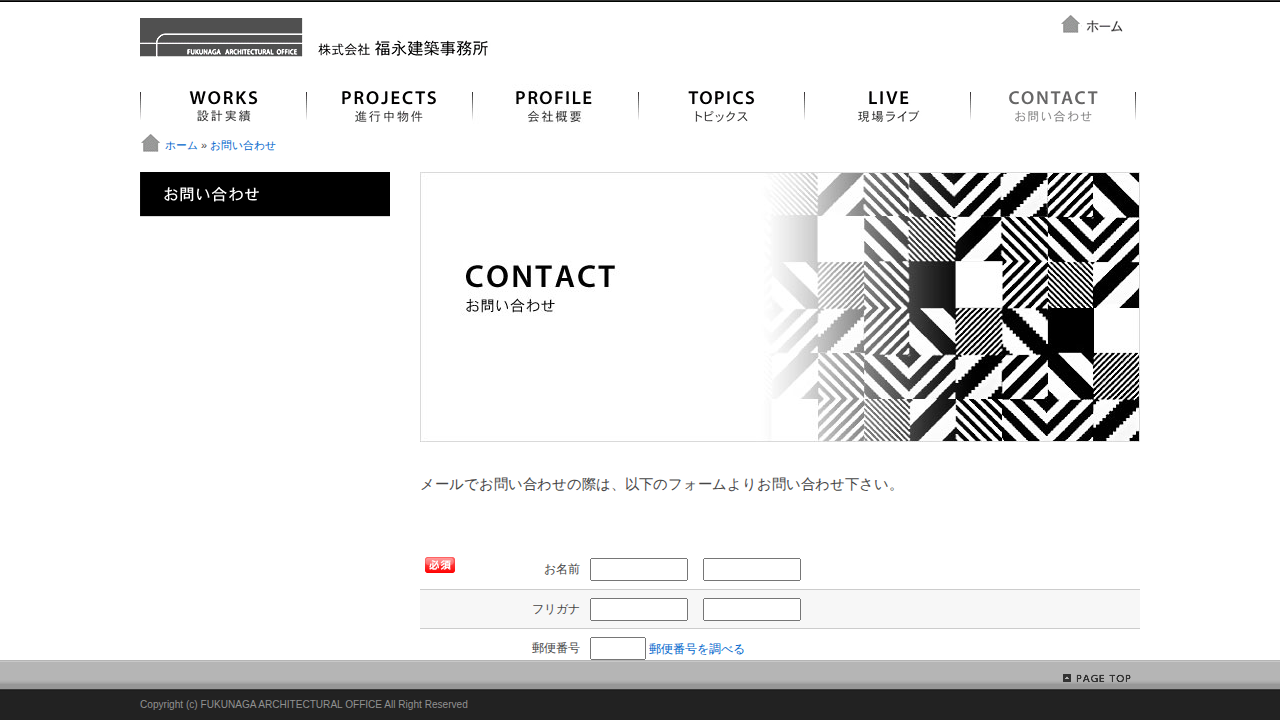 FUKUNAGA ARCHITECTURAL OFFICE
株式会社 福永建築事務所
ホーム
WORKS
設計実績
PROJECTS
進行中物件
PROFILE
会社概要
TOPICS
トピックス
LIVE
現場ライブ
CONTACT
お問い合わせ
ホーム » お問い合わせ
お問い合わせ
CONTACT
お問い合わせ
メールでお問い合わせの際は、以下のフォームよりお問い合わせ下さい。
必須 お名前
フリガナ
郵便番号 郵便番号を調べる
PAGE TOP
Copyright (c) FUKUNAGA ARCHITECTURAL OFFICE All Right Reserved